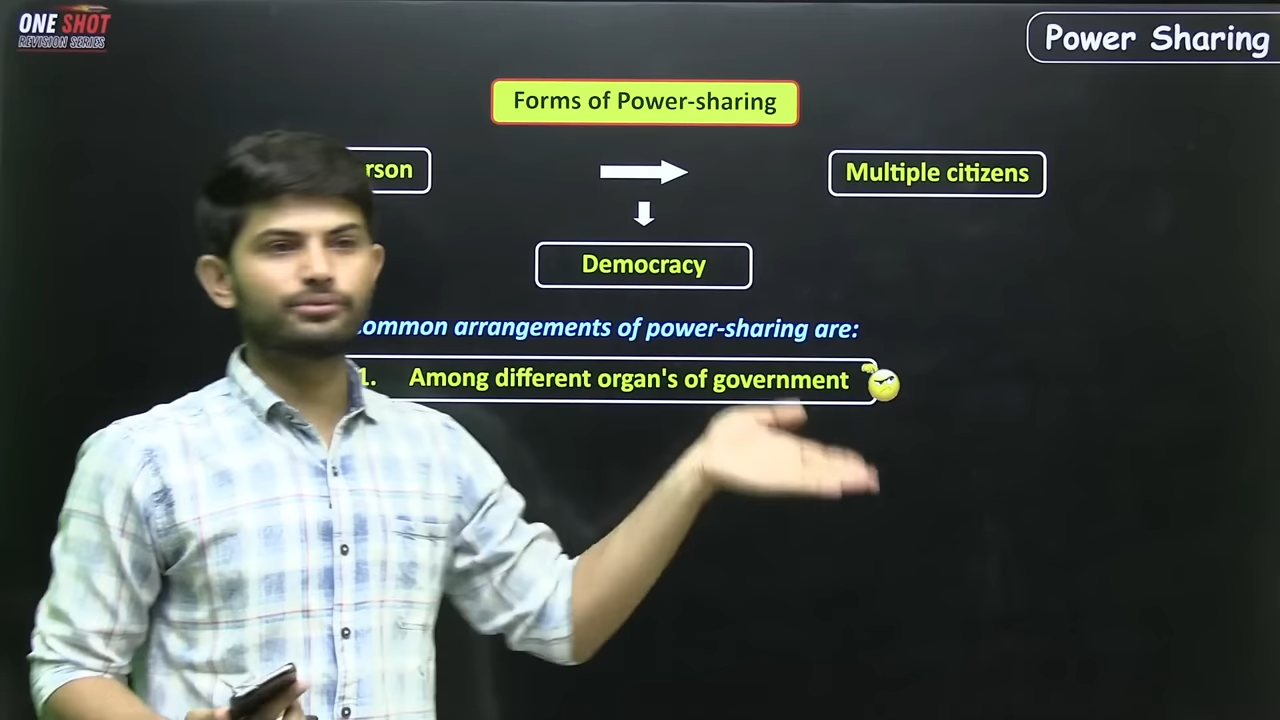 ONE SHOT
REVISION SERIES
Power Sharing
Forms of Power-sharing
rson
Multiple citizens
Democracy
common arrangements of power-sharing are:
1. Among different organ's of government